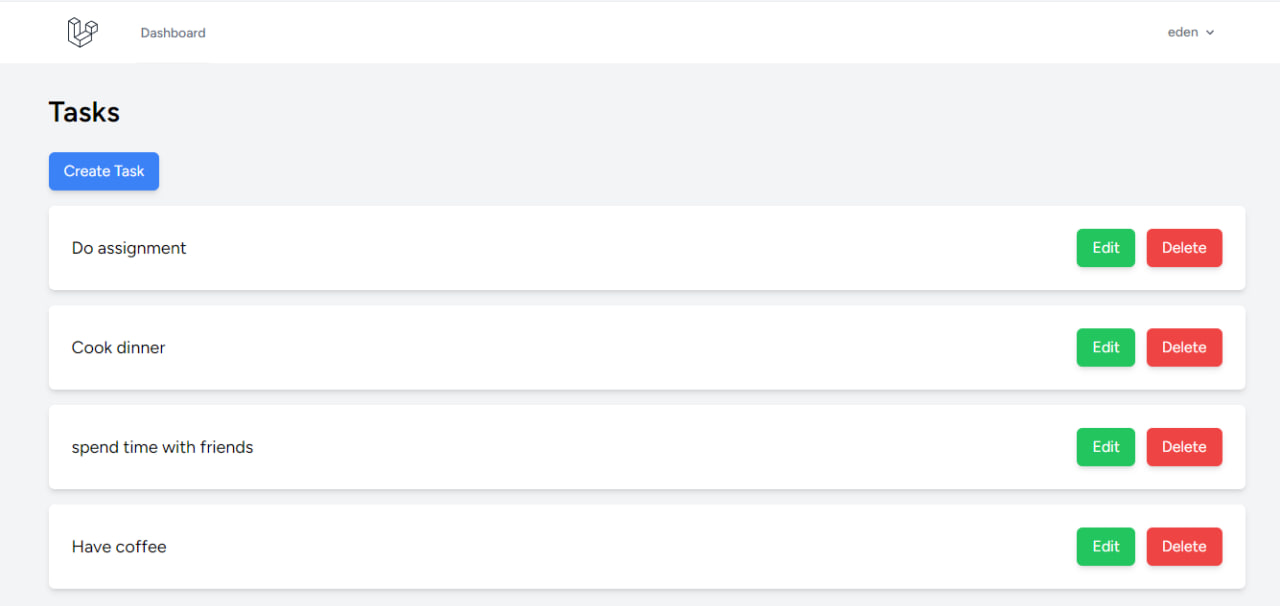 Dashboard
eden
Tasks
Create Task
Do assignment Edit Delete
Cook dinner Edit Delete
spend time with friends Edit Delete
Have coffee Edit Delete